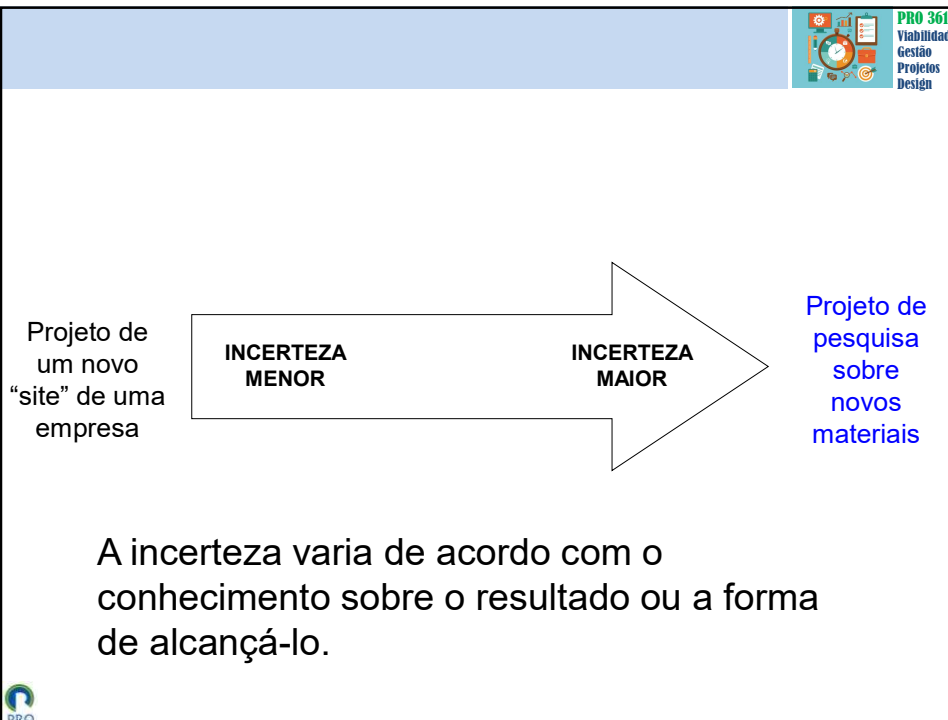 PRO 361
Viabilidad
Gestão
Projetos
Design
Projeto de
um novo
“site” de uma
empresa
INCERTEZA
MENOR
INCERTEZA
MAIOR
Projeto de
pesquisa
sobre
novos
materiais
A incerteza varia de acordo com o
conhecimento sobre o resultado ou a forma
de alcançá-lo.
PRO